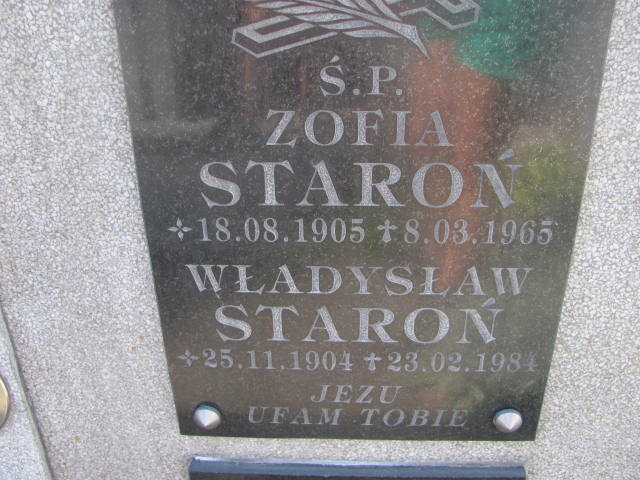 Ś.P.
ZOFIA
STAROŃ
✧18.08.1905 ✝8.03.1965
WŁADYSŁAW
STAROŃ
✧25.11.1904 ✝23.02.1984
JEZU
UFAM TOBIE